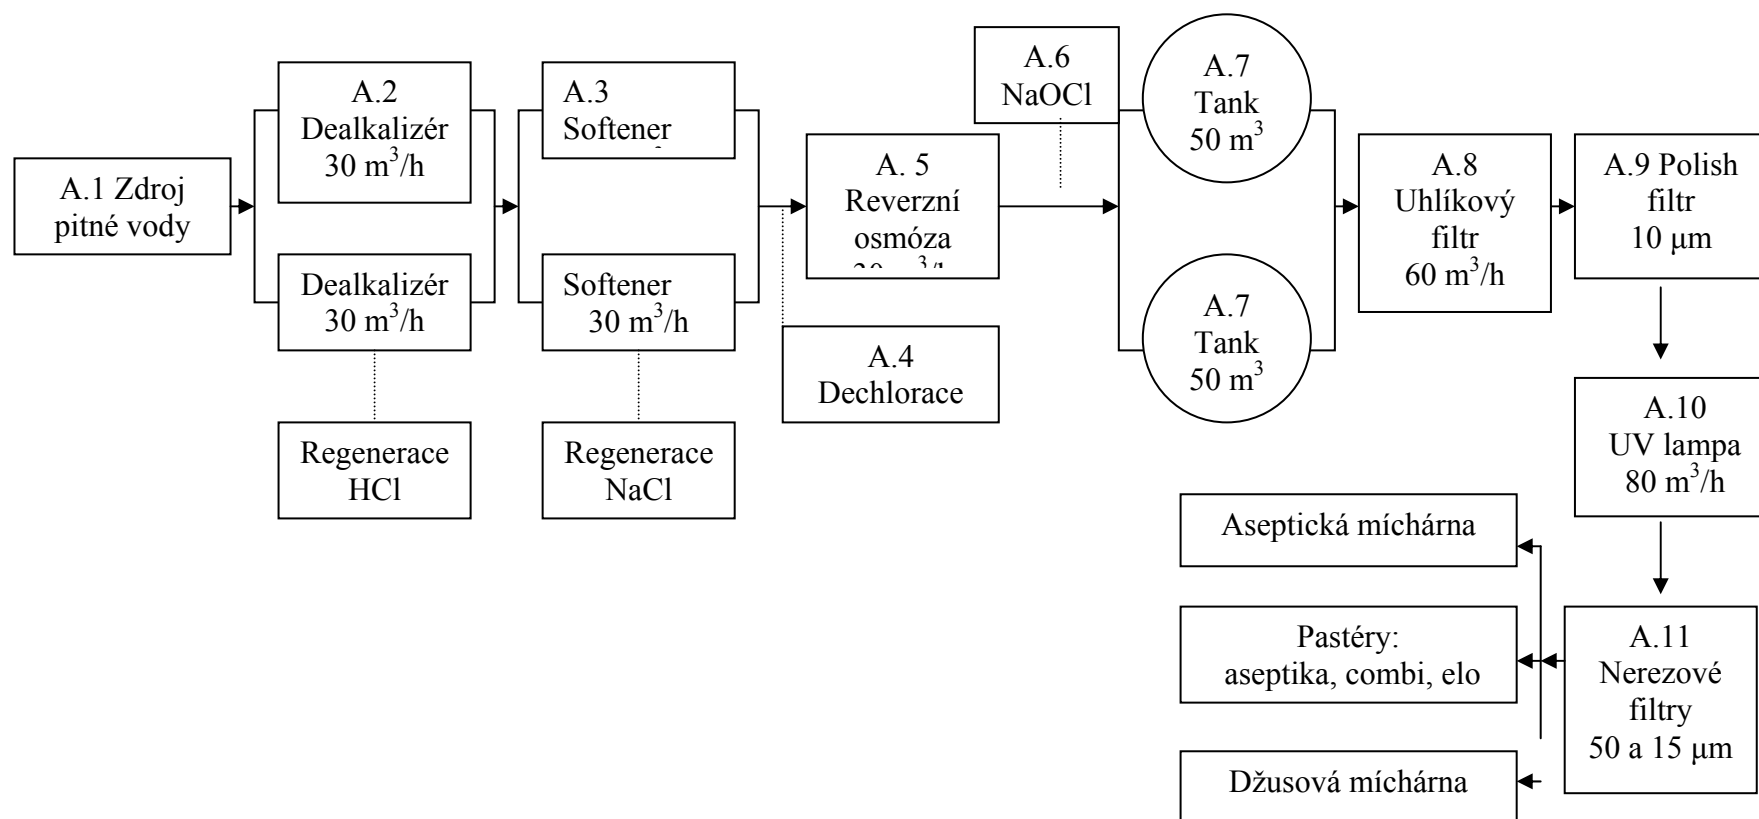 A.1 Zdroj
pitné vody
A.2
Dealkalizér
30 m³/h
Dealkalizér
30 m³/h
Regenerace
HCl
A.3
Softener
Softener
30 m³/h
Regenerace
NaCl
A.4
Dechlorace
A. 5
Reverzní
osmóza
A.6
NaOCl
A.7
Tank
50 m³
A.7
Tank
50 m³
A.8
Uhlíkový
filtr
60 m³/h
A.9 Polish
filtr
10 μm
A.10
UV lampa
80 m³/h
A.11
Nerezové
filtry
50 a 15 μm
Aseptická míchárna
Pastéry:
aseptika, combi, elo
Džusová míchárna